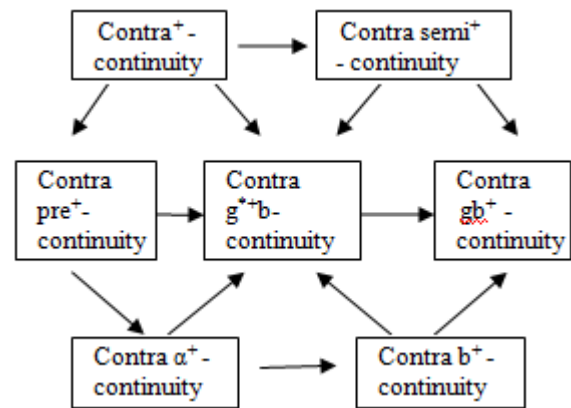 Contra⁺ -
continuity
Contra semi⁺
- continuity
Contra
pre⁺-
continuity
Contra
g*⁺b-
continuity
Contra
gb⁺ -
continuity
Contra α⁺ -
continuity
Contra b⁺ -
continuity